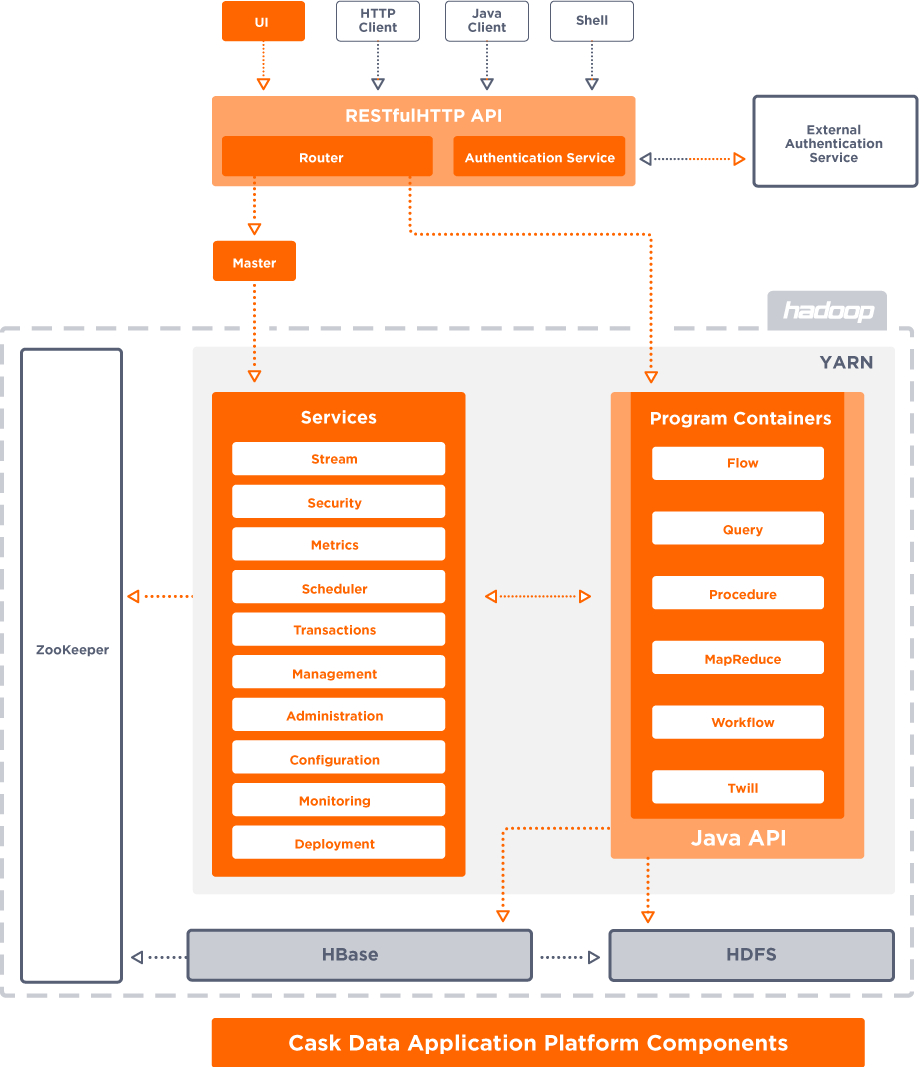 UI
HTTP
Client
Java
Client
Shell
RESTfulHTTP API
Router
Authentication Service
External
Authentication
Service
Master
hadoop
YARN
ZooKeeper
Services
Stream
Security
Metrics
Scheduler
Transactions
Management
Administration
Configuration
Monitoring
Deployment
Program Containers
Flow
Query
Procedure
MapReduce
Workflow
Twill
Java API
HBase
HDFS
Cask Data Application Platform Components